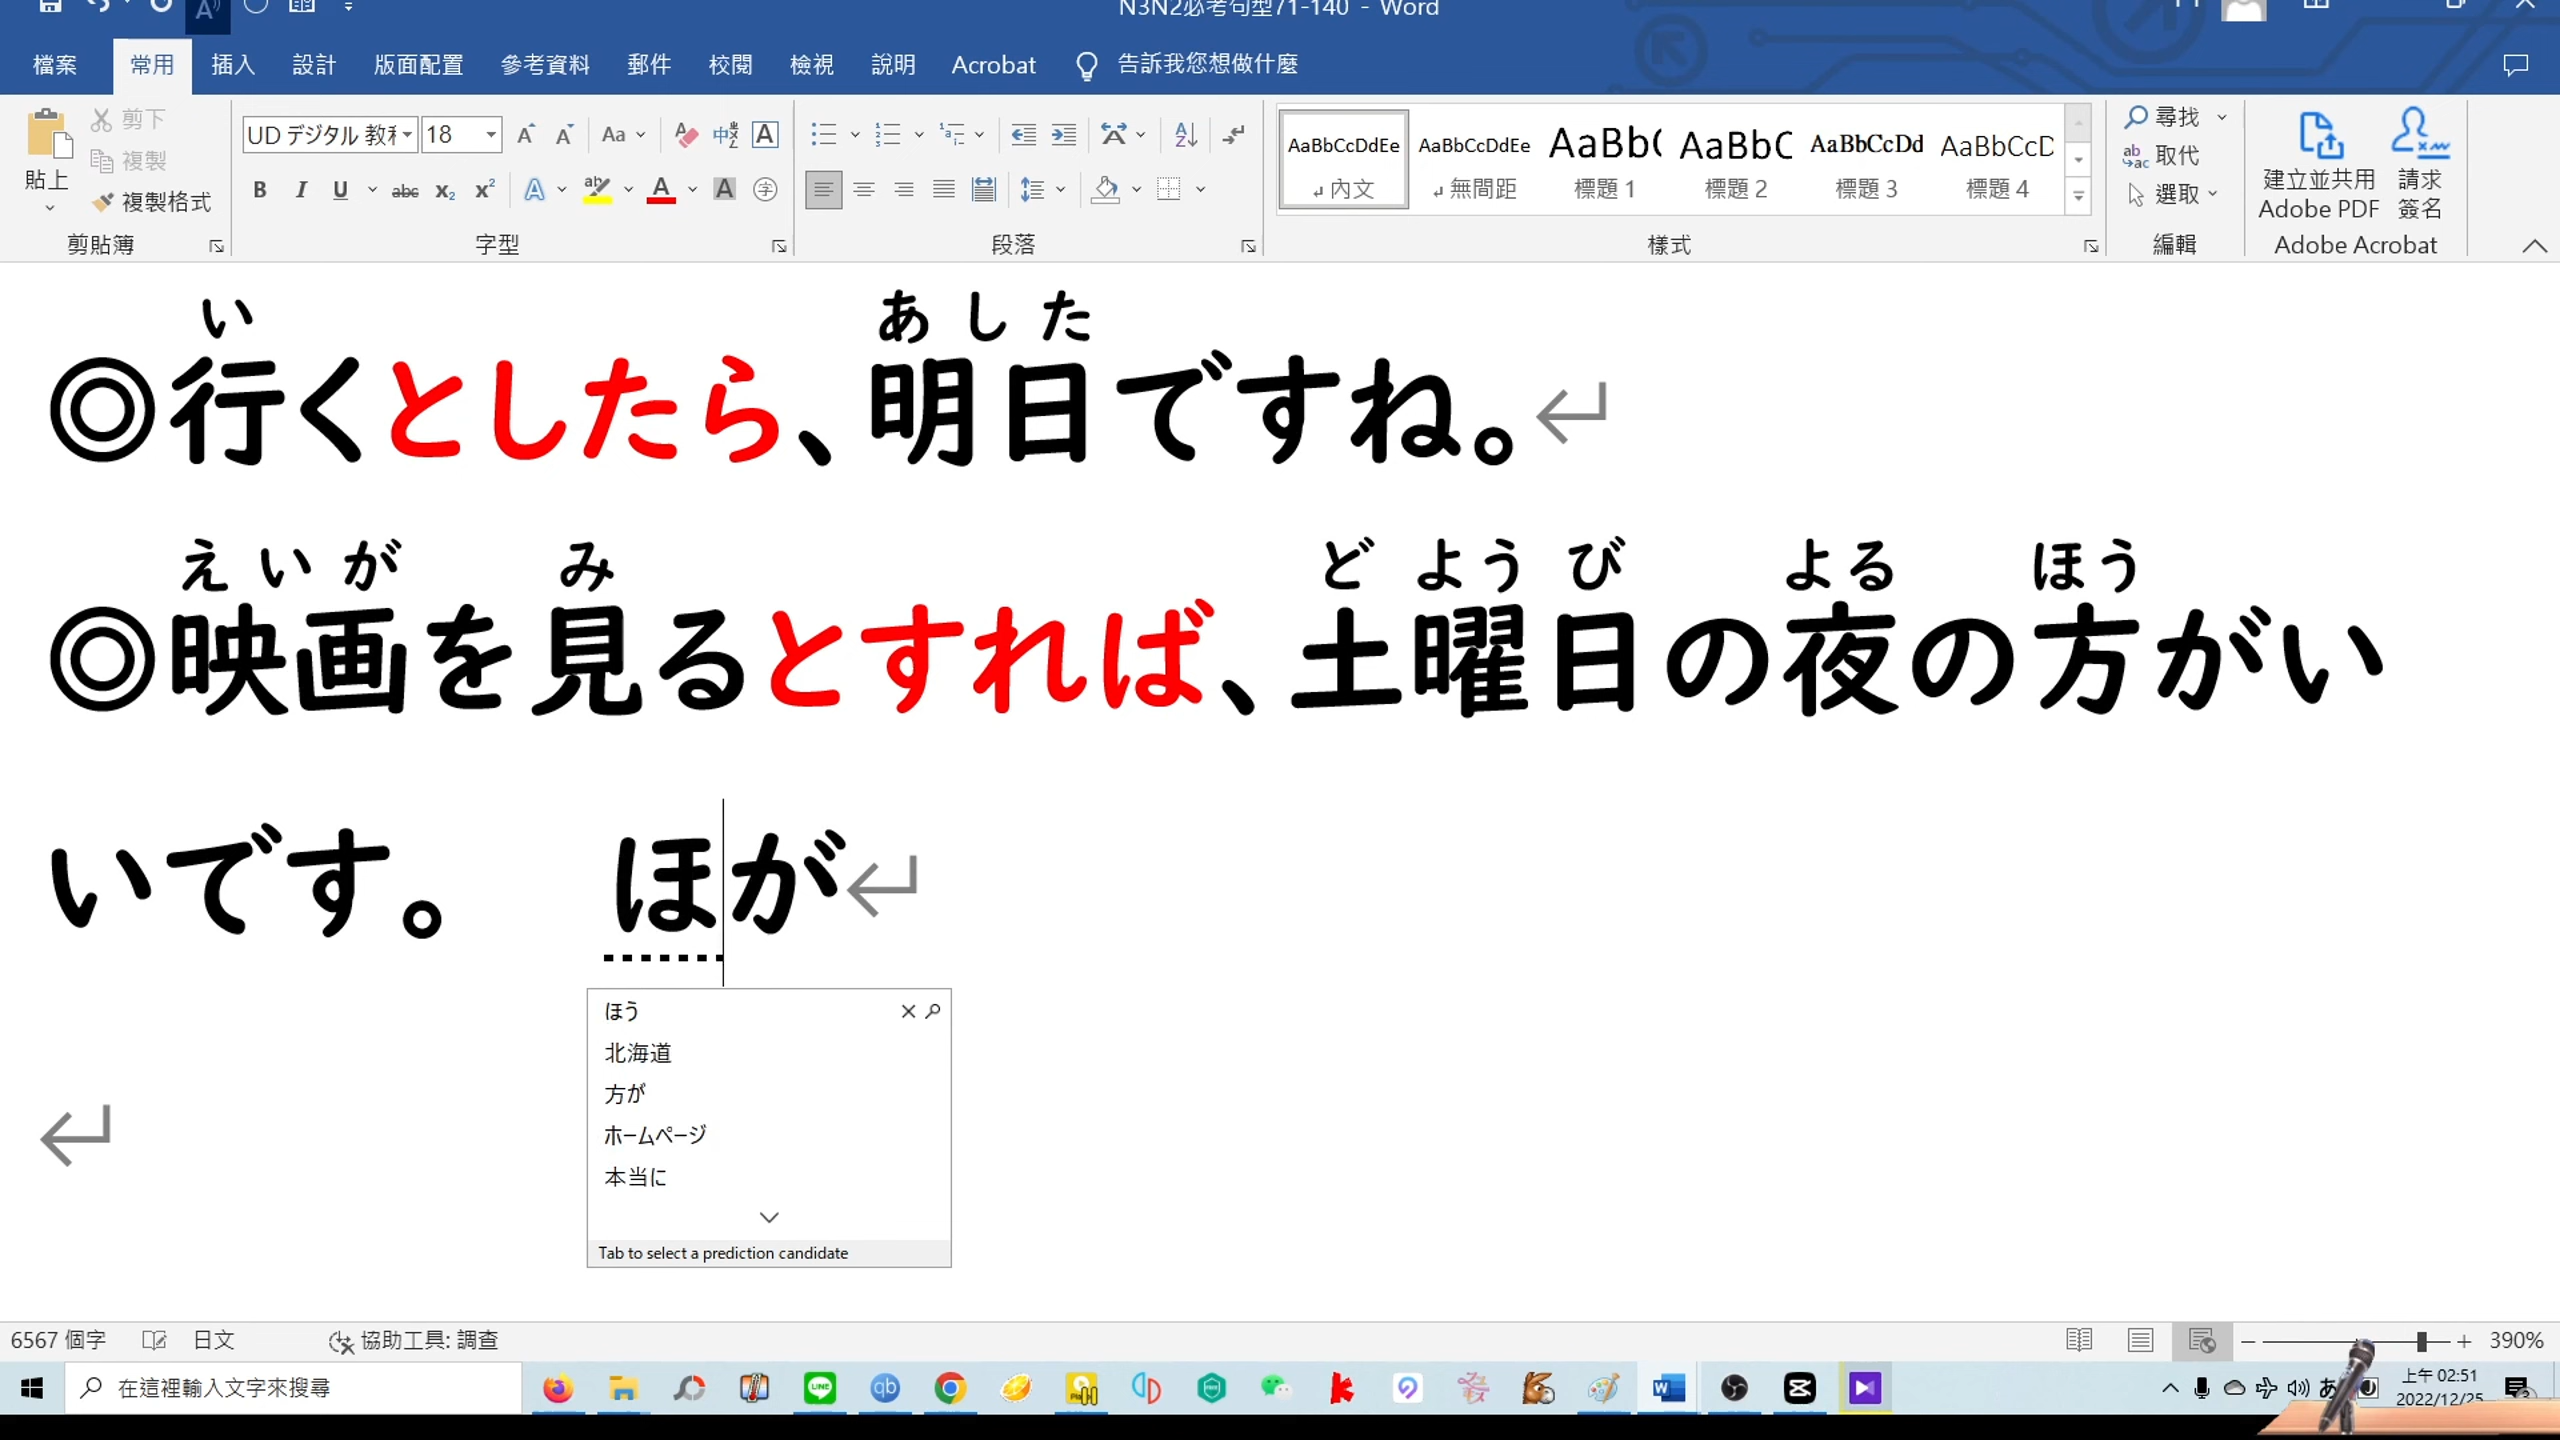 N3N2必考句型71-140 - Word
檔案 常用 插入 設計 版面配置 參考資料 郵件 校閱 檢視 說明 Acrobat 告訴我您想做什麼
貼上 剪下 複製 複製格式 剪貼簿
UD デジタル 教 18 字型
段落
AaBbCcDdEe AaBbCcDdEe AaBb( AaBbC AaBbCcDd AaBbCcD
內文 無間距 標題 1 標題 2 標題 3 標題 4
樣式
尋找 取代 選取 編輯
建立並共用 Adobe PDF 請求 簽名 Adobe Acrobat
い あした
◎行くとしたら、明日ですね。
えいが み どようび よる ほう
◎映画を見るとすれば、土曜日の夜の方がい
いです。 ほが
ほう
北海道
方が
ホームページ
本当に
Tab to select a prediction candidate
6567 個字 日文 協助工具: 調查 390%
在這裡輸入文字來搜尋 あ 上午 02:51
2022/12/25